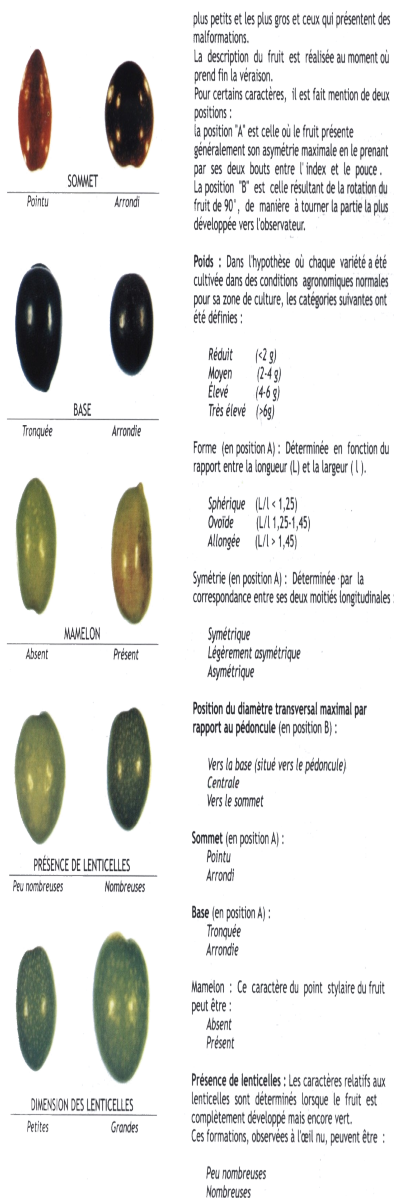 SOMMET
Pointu
Arrondi
BASE
Tronquée
Arrondie
MAMELON
Absent
Présent
PRÉSENCE DE LENTICELLES
Peu nombreuses
Nombreuses
DIMENSION DES LENTICELLES
Petites
Grandes
plus petits et les plus gros et ceux qui présentent des
malformations.
La description du fruit est réalisée au moment où
prend fin la véraison.
Pour certains caractères, il est fait mention de deux
positions :
la position "A" est celle où le fruit présente
généralement son asymétrie maximale en le prenant
par ses deux bouts entre l'index et le pouce .
La position "B" est celle résultant de la rotation du
fruit de 90°, de manière à tourner la partie la plus
développée vers l'observateur.
Poids : Dans l'hypothèse où chaque variété a été
cultivée dans des conditions agronomiques normales
pour sa zone de culture, les catégories suivantes ont
été définies :
Réduit (<2 g)
Moyen (2-4 g)
Élevé (4-6 g)
Très élevé (>6g)
Forme (en position A) : Déterminée en fonction du
rapport entre la longueur (L) et la largeur ( l ).
Sphérique (L/l < 1,25)
Ovoïde (L/l 1,25-1,45)
Allongée (L/l > 1,45)
Symétrie (en position A) : Déterminée par la
correspondance entre ses deux moitiés longitudinales :
Symétrique
Légèrement asymétrique
Asymétrique
Position du diamètre transversal maximal par
rapport au pédoncule (en position B) :
Vers la base (situé vers le pédoncule)
Centrale
Vers le sommet
Sommet (en position A) :
Pointu
Arrondi
Base (en position A) :
Tronquée
Arrondie
Mamelon : Ce caractère du point stylaire du fruit
peut être :
Absent
Présent
Présence de lenticelles : Les caractères relatifs aux
lenticelles sont déterminés lorsque le fruit est
complètement développé mais encore vert.
Ces formations, observées à l'œil nu, peuvent être :
Peu nombreuses
Nombreuses